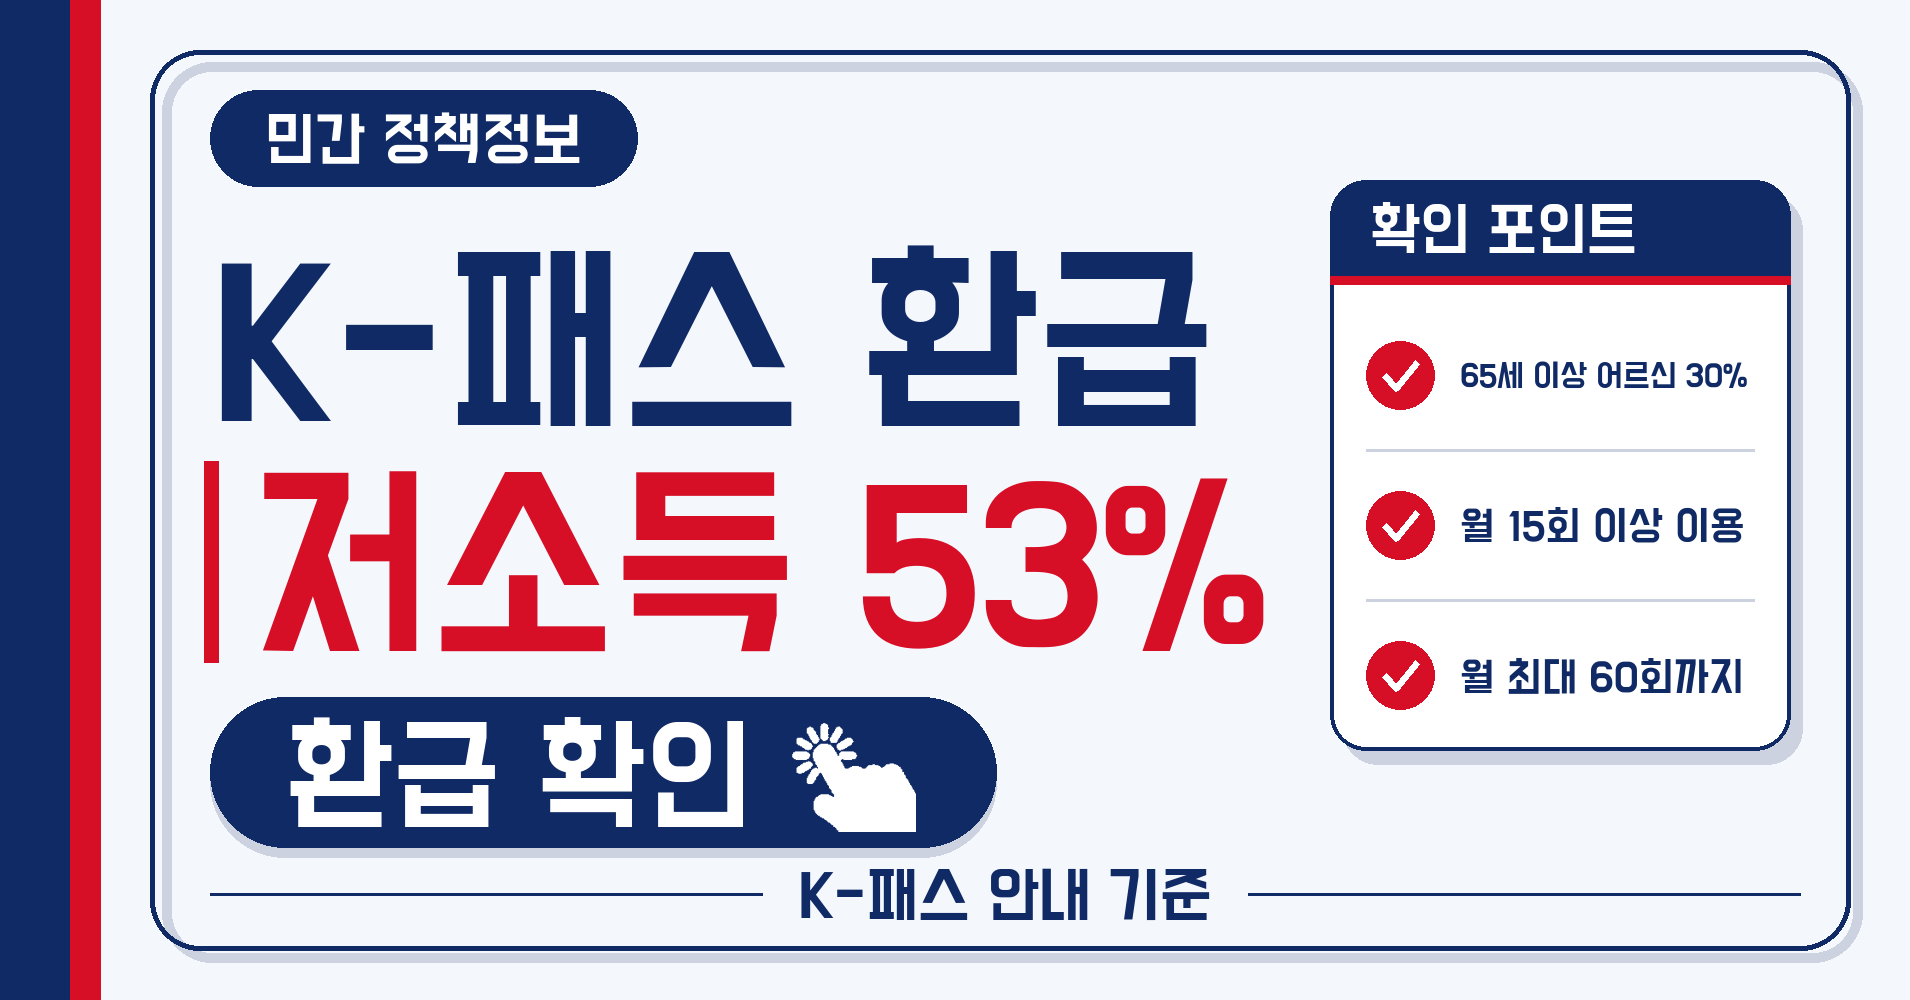 민간 정책정보
K-패스 환급
저소득 53%
환급 확인
확인 포인트
65세 이상 어르신 30%
월 15회 이상 이용
월 최대 60회까지
K-패스 안내 기준